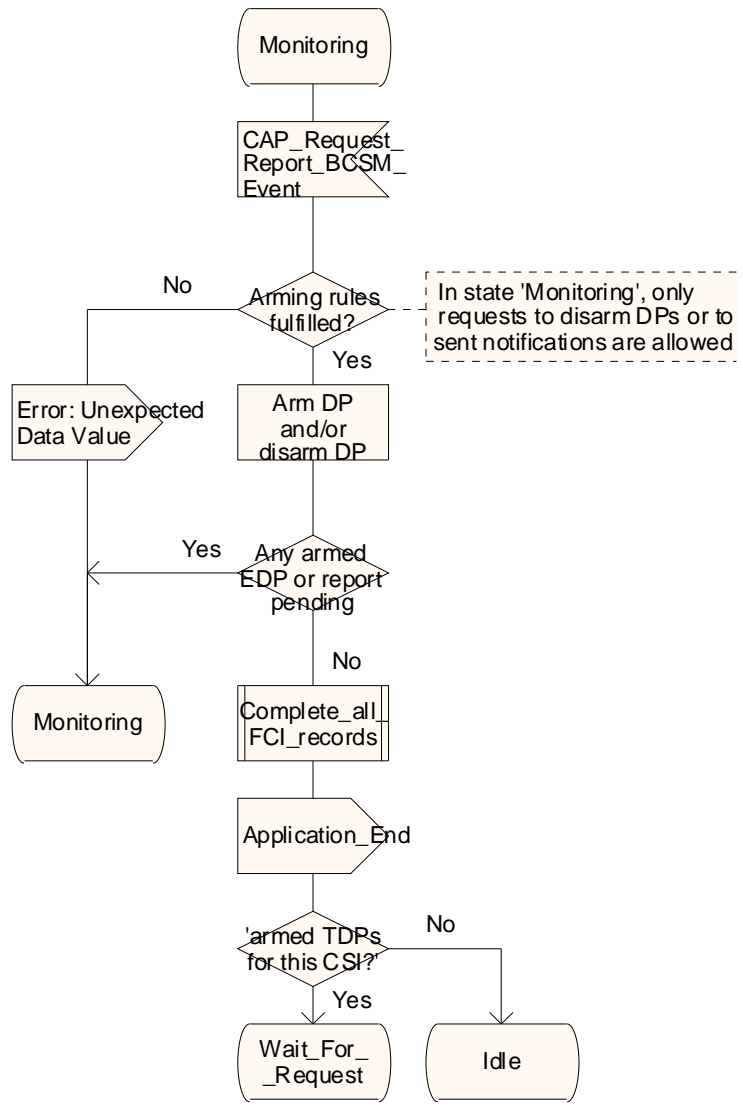 Monitoring
CAP_Request_
Report_BCSM_
Event
No
Arming rules
fulfilled?
In state 'Monitoring', only
requests to disarm DPs or to
sent notifications are allowed
Yes
Error: Unexpected
Data Value
Arm DP
and/or
disarm DP
Yes
Any armed
EDP or report
pending
No
Monitoring
Complete_all_
FCI_records
Application_End
'armed TDPs
for this CSI?'
No
Yes
Wait_For_
_Request
Idle